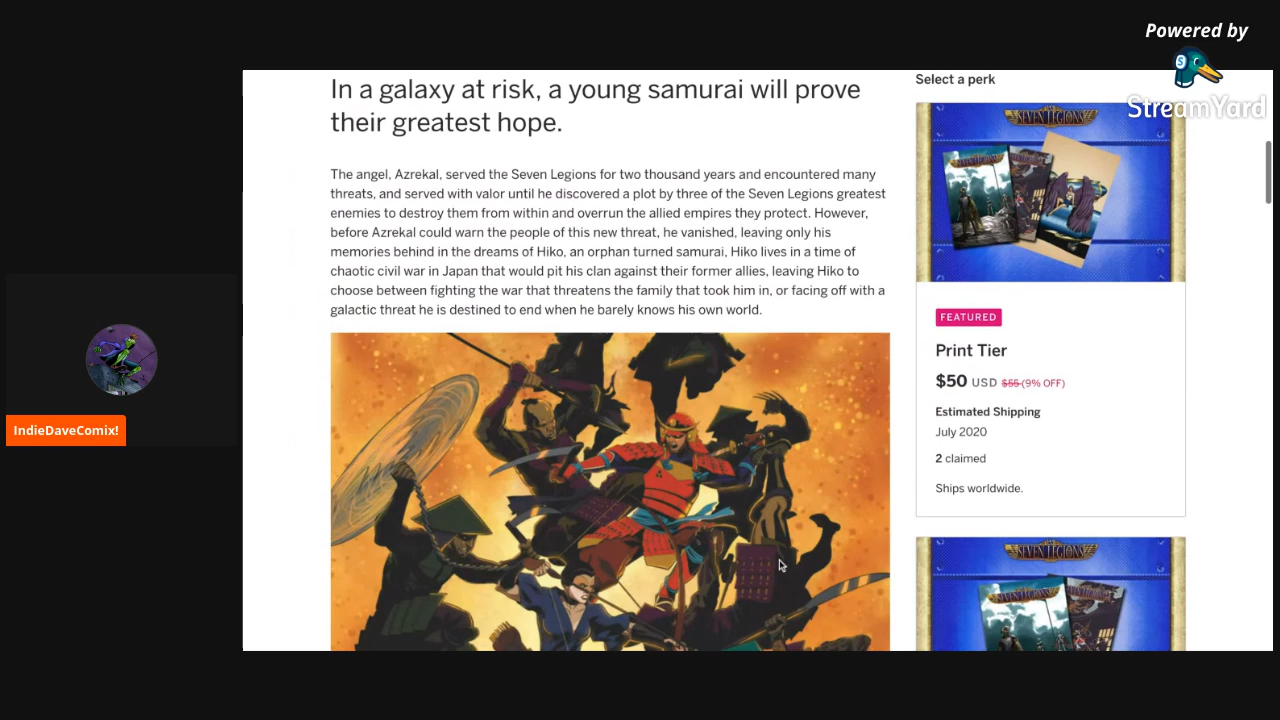 Powered by
StreamYard
In a galaxy at risk, a young samurai will prove
their greatest hope.
The angel, Azrekal, served the Seven Legions for two thousand years and encountered many
threats, and served with valor until he discovered a plot by three of the Seven Legions greatest
enemies to destroy them from within and overrun the allied empires they protect. However,
before Azrekal could warn the people of this new threat, he vanished, leaving only his
memories behind in the dreams of Hiko, an orphan turned samurai, Hiko lives in a time of
chaotic civil war in Japan that would pit his clan against their former allies, leaving Hiko to
choose between fighting the war that threatens the family that took him in, or facing off with a
galactic threat he is destined to end when he barely knows his own world.
Select a perk
SEVEN LEGIONS
FEATURED
Print Tier
$50 USD $55 (9% OFF)
Estimated Shipping
July 2020
2 claimed
Ships worldwide.
SEVEN LEGIONS
IndieDaveComix!